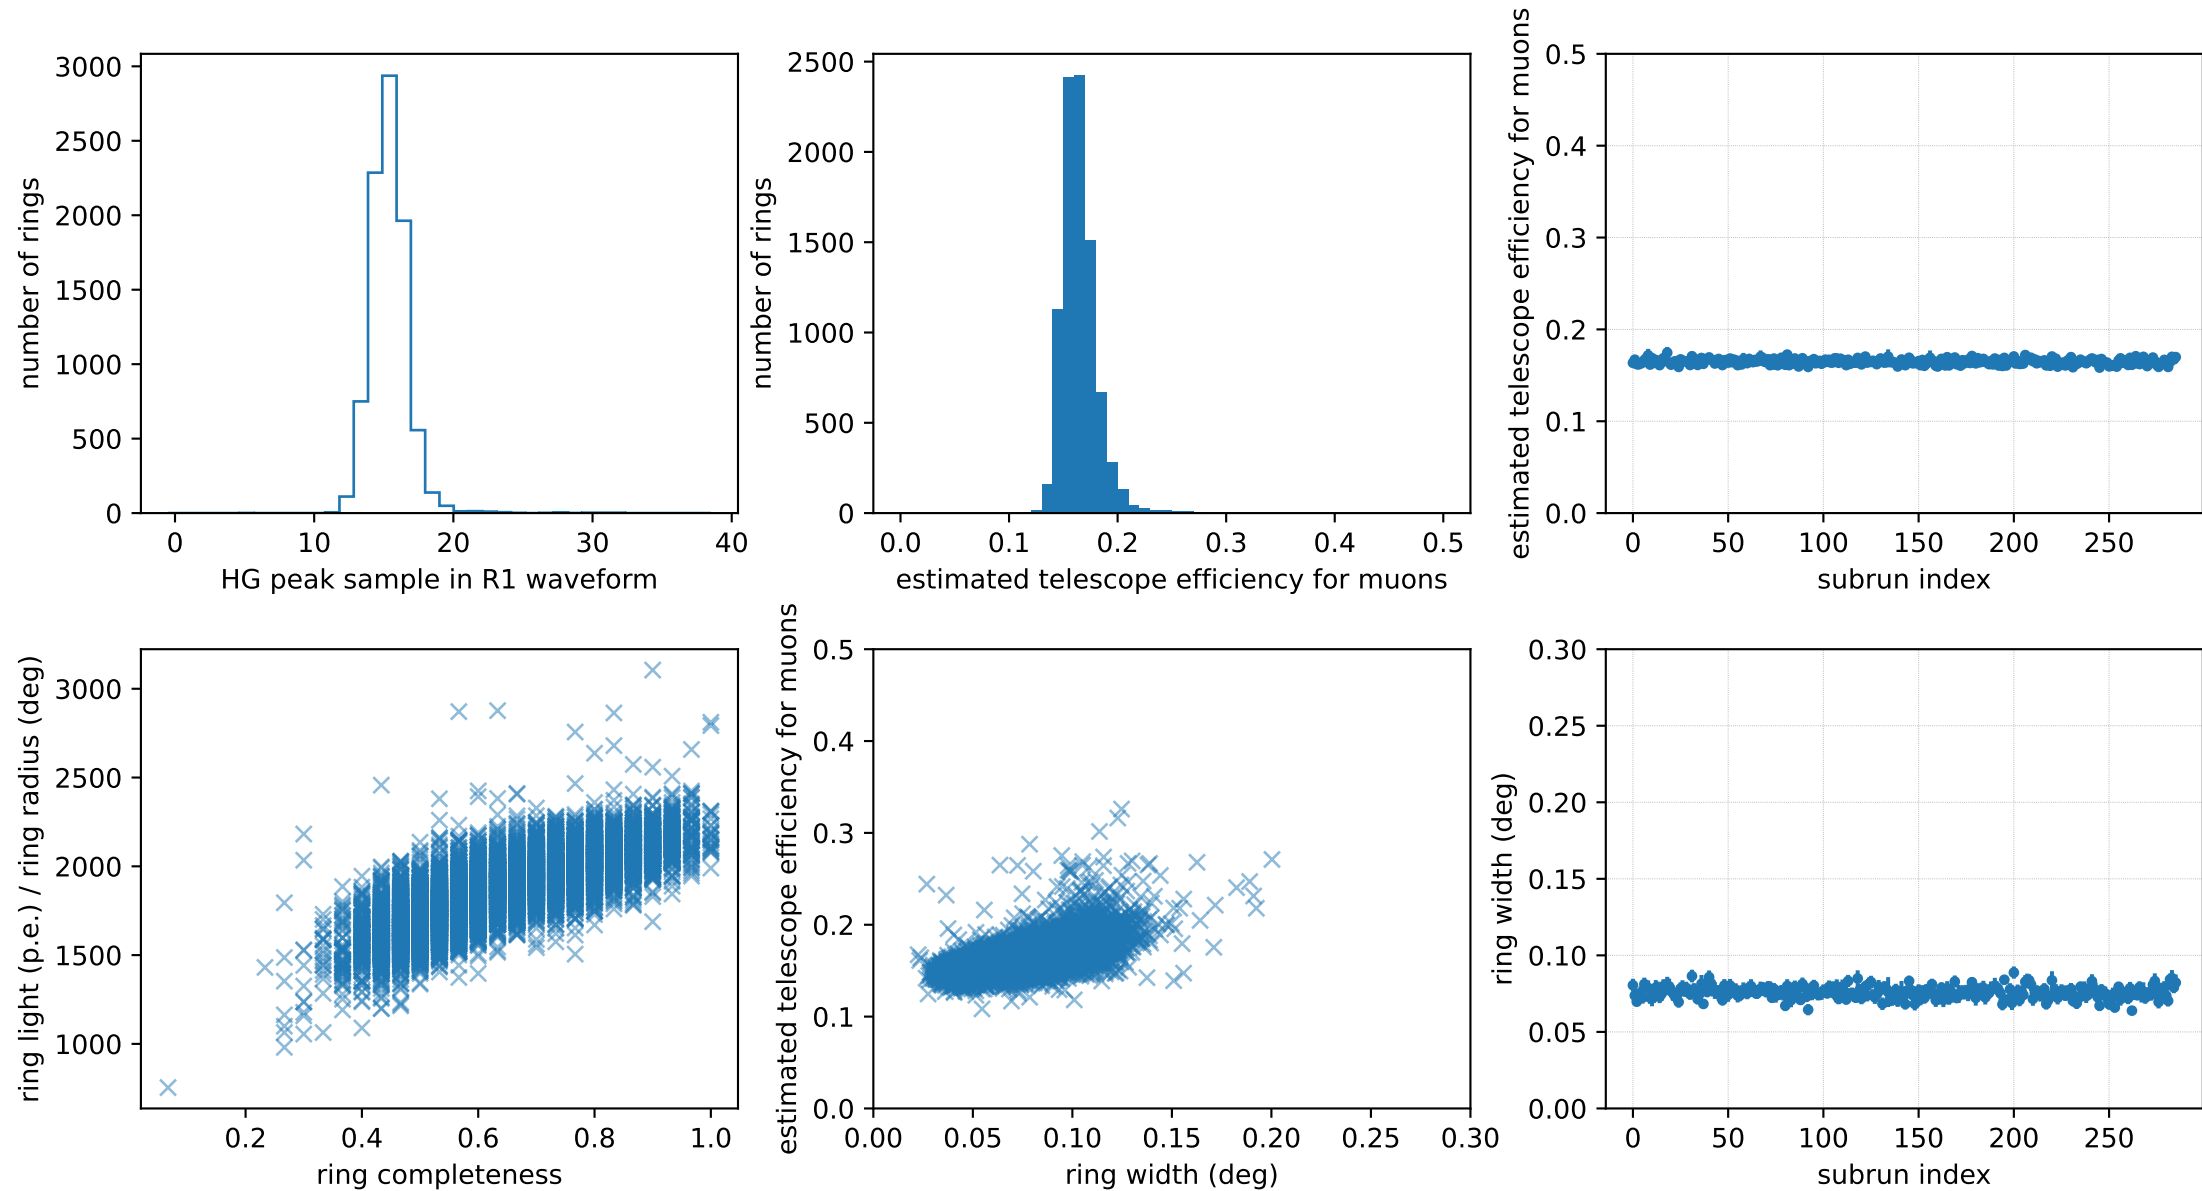 3000
2500
2000
1500
1000
500
0
number of rings
0 10 20 30 40
HG peak sample in R1 waveform
2500
2000
1500
1000
500
0
number of rings
0.0 0.1 0.2 0.3 0.4 0.5
estimated telescope efficiency for muons
0.5
0.4
0.3
0.2
0.1
0.0
estimated telescope efficiency for muons
0 50 100 150 200 250
subrun index
3000
2500
2000
1500
1000
ring light (p.e.) / ring radius (deg)
0.2 0.4 0.6 0.8 1.0
ring completeness
0.5
0.4
0.3
0.2
0.1
0.0
estimated telescope efficiency for muons
0.00 0.05 0.10 0.15 0.20 0.25 0.30
ring width (deg)
0.30
0.25
0.20
0.15
0.10
0.05
0.00
ring width (deg)
0 50 100 150 200 250
subrun index